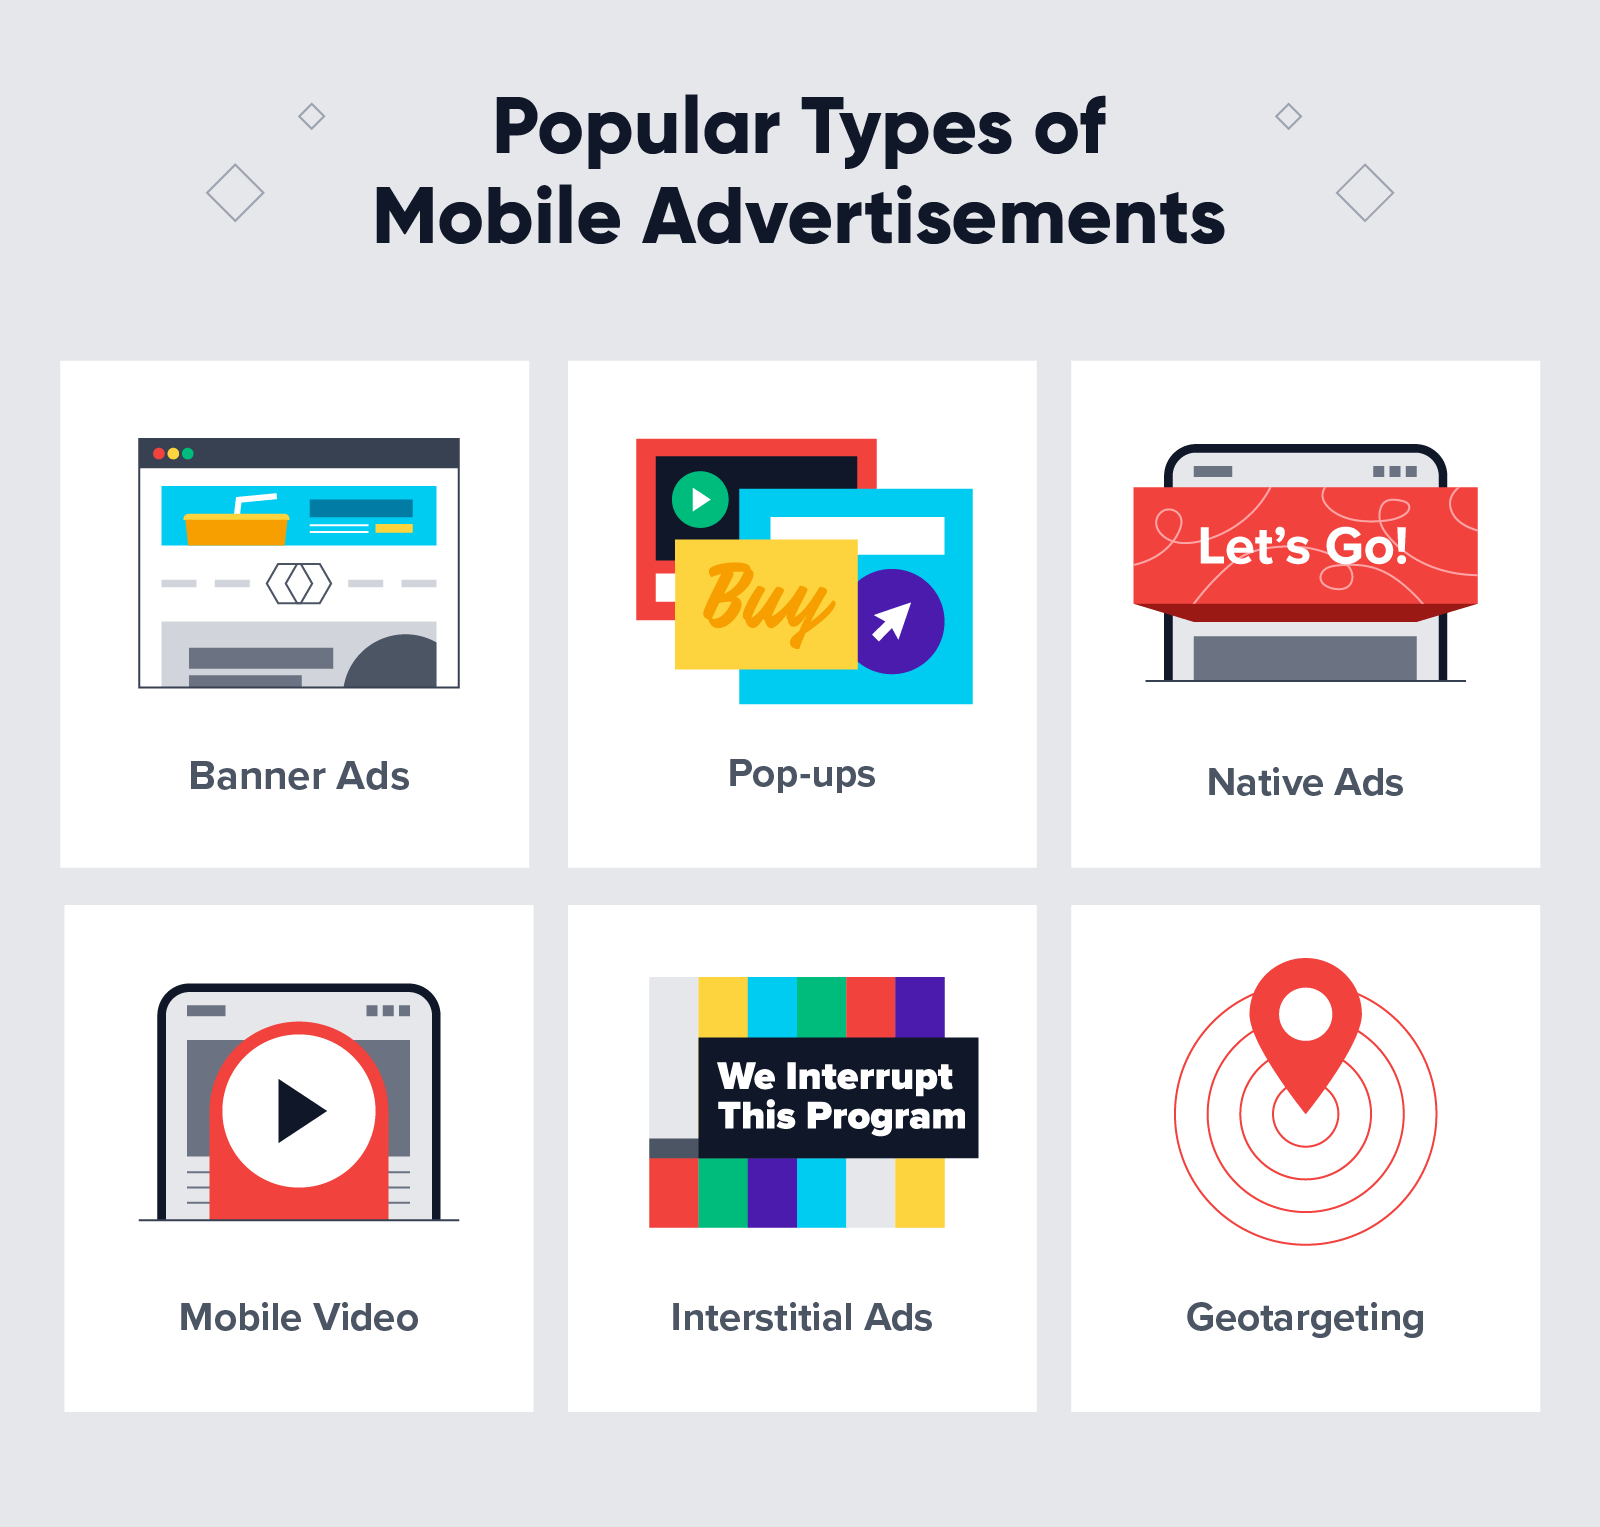 Popular Types of
Mobile Advertisements
Banner Ads
Buy
Pop-ups
Let's Go!
Native Ads
Mobile Video
We Interrupt
This Program
Interstitial Ads
Geotargeting